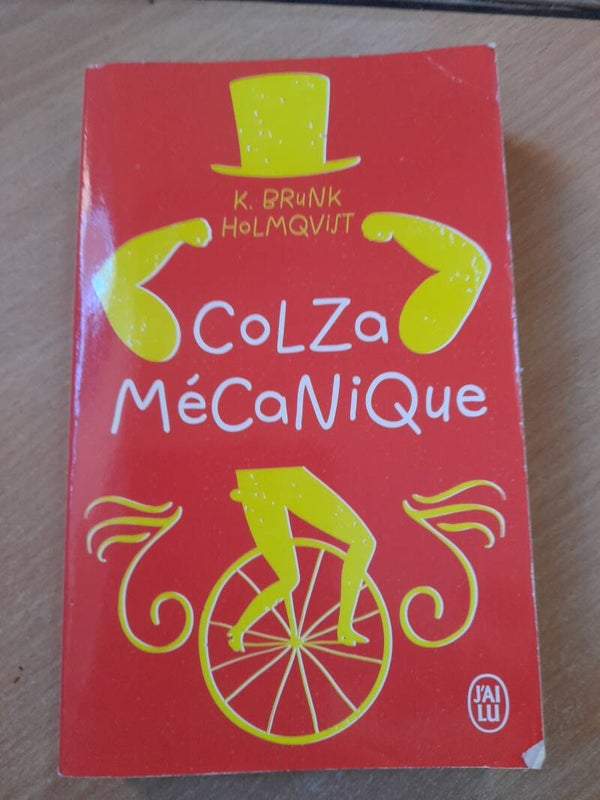 K. BRUNK
HOLMQVIST
COLZa
MéCaNiQue
J'AI
LU